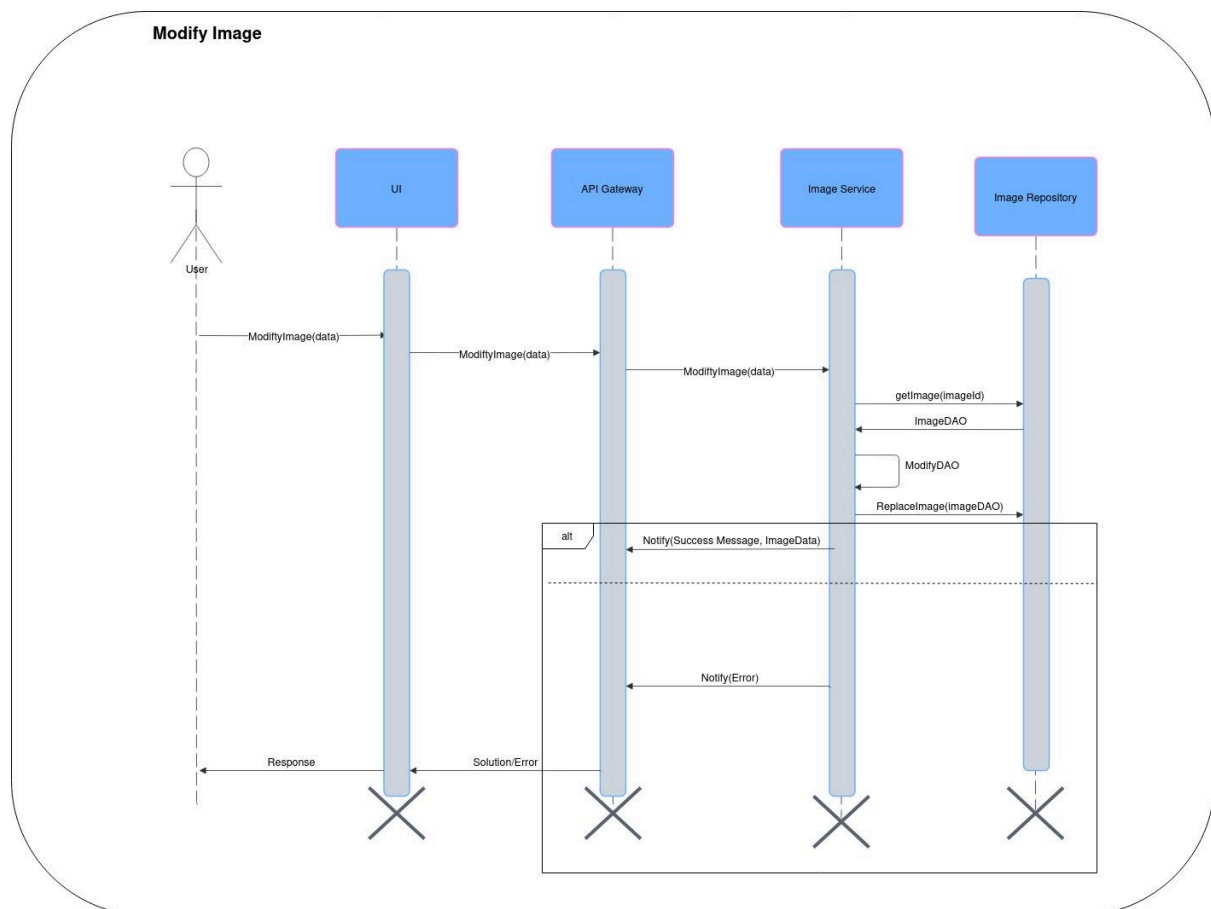 Modify Image
UI
API Gateway
Image Service
Image Repository
User
ModiftyImage(data)
ModiftyImage(data)
ModiftyImage(data)
getImage(imageId)
ImageDAO
ModifyDAO
ReplaceImage(imageDAO)
alt
Notify(Success Message, ImageData)
Notify(Error)
Response
Solution/Error